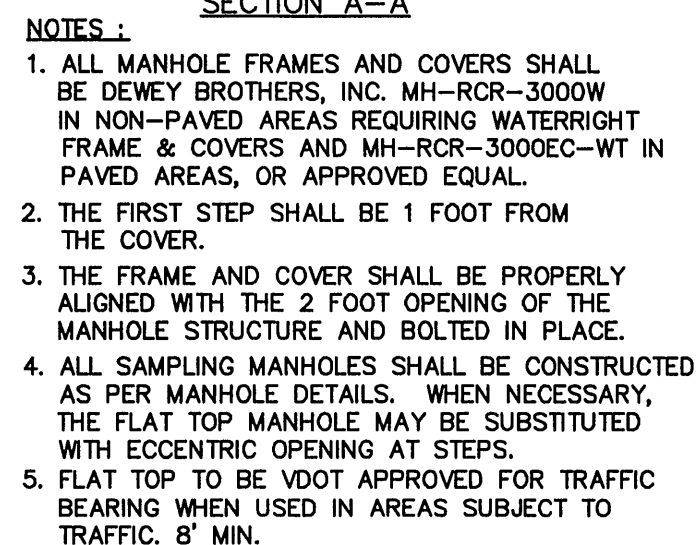 SECTION A-A
NOTES :
1. ALL MANHOLE FRAMES AND COVERS SHALL
BE DEWEY BROTHERS, INC. MH-RCR-3000W
IN NON-PAVED AREAS REQUIRING WATERRIGHT
FRAME & COVERS AND MH-RCR-3000EC-WT IN
PAVED AREAS, OR APPROVED EQUAL.
2. THE FIRST STEP SHALL BE 1 FOOT FROM
THE COVER.
3. THE FRAME AND COVER SHALL BE PROPERLY
ALIGNED WITH THE 2 FOOT OPENING OF THE
MANHOLE STRUCTURE AND BOLTED IN PLACE.
4. ALL SAMPLING MANHOLES SHALL BE CONSTRUCTED
AS PER MANHOLE DETAILS. WHEN NECESSARY,
THE FLAT TOP MANHOLE MAY BE SUBSTITUTED
WITH ECCENTRIC OPENING AT STEPS.
5. FLAT TOP TO BE VDOT APPROVED FOR TRAFFIC
BEARING WHEN USED IN AREAS SUBJECT TO
TRAFFIC. 8' MIN.